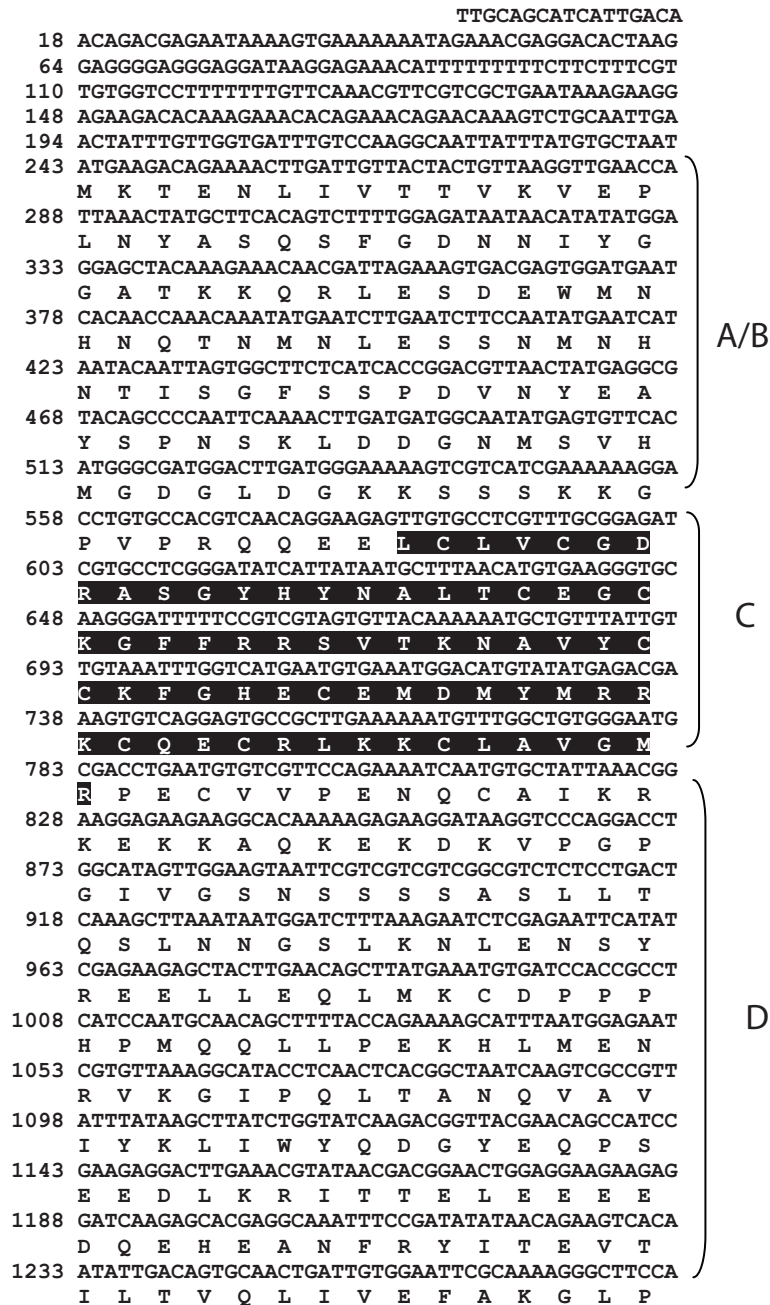 TTGCAGCATCATTGACA
18 ACAGACGAGAATAAAAGTGAAAAAAATAGAAACGAGGACACTAAG
64 GAGGGGAGGGAGGATAAGGAGAAACATTTTTTTTTCTTCTTTCGT
110 TGTGGTCCTTTTTTTGTTCAAACGTTCGTCGCTGAATAAAGAAGG
148 AGAAGACACAAAGAAACACAGAAACAGAACAAAGTCTGCAATTGA
194 ACTATTTGTTGGTGATTTGTCCAAGGCAATTATTTATGTGCTAAT
243 ATGAAGACAGAAAACTTGATTGTTACTACTGTTAAGGTTGAACCA
M K T E N L I V T T V K V E P
288 TTAAACTATGCTTCACAGTCTTTTGGAGATAATAACATATATGGA
L N Y A S Q S F G D N N I Y G
333 GGAGCTACAAAGAAACAACGATTAGAAAGTGACGAGTGGATGAAT
G A T K K Q R L E S D E W M N
378 CACAACCAAACAAATATGAATCTTGAATCTTCCAATATGAATCAT
H N Q T N M N L E S S N M N H
A/B
423 AATACAATTAGTGGCTTCTCATCACCGGACGTTAACTATGAGGCG
N T I S G F S S P D V N Y E A
468 TACAGCCCCAATTCAAAACTTGATGATGGCAATATGAGTGTTCAC
Y S P N S K L D D G N M S V H
513 ATGGGCGATGGACTTGATGGGAAAAAGTCGTCATCGAAAAAAGGA
M G D G L D G K K S S S K K G
558 CCTGTGCCACGTCAACAGGAAGAGTTGTGCCTCGTTTGCGGAGAT
P V P R Q Q E E L C L V C G D
603 CGTGCCTCGGGATATCATTATAATGCTTTAACATGTGAAGGGTGC
R A S G Y H Y N A L T C E G C
C
648 AAGGGATTTTTCCGTCGTAGTGTTACAAAAAATGCTGTTTATTGT
K G F F R R S V T K N A V Y C
693 TGTAAATTTGGTCATGAATGTGAAATGGACATGTATATGAGACGA
C K F G H E C E M D M Y M R R
738 AAGTGTCAGGAGTGCCGCTTGAAAAAATGTTTGGCTGTGGGAATG
K C Q E C R L K K C L A V G M
783 CGACCTGAATGTGTCGTTCCAGAAAATCAATGTGCTATTAAACGG
R P E C V V P E N Q C A I K R
828 AAGGAGAAGAAGGCACAAAAAGAGAAGGATAAGGTCCCAGGACCT
K E K K A Q K E K D K V P G P
873 GGCATAGTTGGAAGTAATTCGTCGTCGTCGGCGTCTCTCCTGACT
G I V G S N S S S S A S L L T
918 CAAAGCTTAAATAATGGATCTTTAAAGAATCTCGAGAATTCATAT
Q S L N N G S L K N L E N S Y
963 CGAGAAGAGCTACTTGAACAGCTTATGAAATGTGATCCACCGCCT
R E E L L E Q L M K C D P P P
1008 CATCCAATGCAACAGCTTTTACCAGAAAAGCATTTAATGGAGAAT
H P M Q Q L L P E K H L M E N
D
1053 CGTGTTAAAGGCATACCTCAACTCACGGCTAATCAAGTCGCCGTT
R V K G I P Q L T A N Q V A V
1098 ATTTATAAGCTTATCTGGTATCAAGACGGTTACGAACAGCCATCC
I Y K L I W Y Q D G Y E Q P S
1143 GAAGAGGACTTGAAACGTATAACGACGGAACTGGAGGAAGAAGAG
E E D L K R I T T E L E E E E
1188 GATCAAGAGCACGAGGCAAATTTCCGATATATAACAGAAGTCACA
D Q E H E A N F R Y I T E V T
1233 ATATTGACAGTGCAACTGATTGTGGAATTCGCAAAAGGGCTTCCA
I L T V Q L I V E F A K G L P